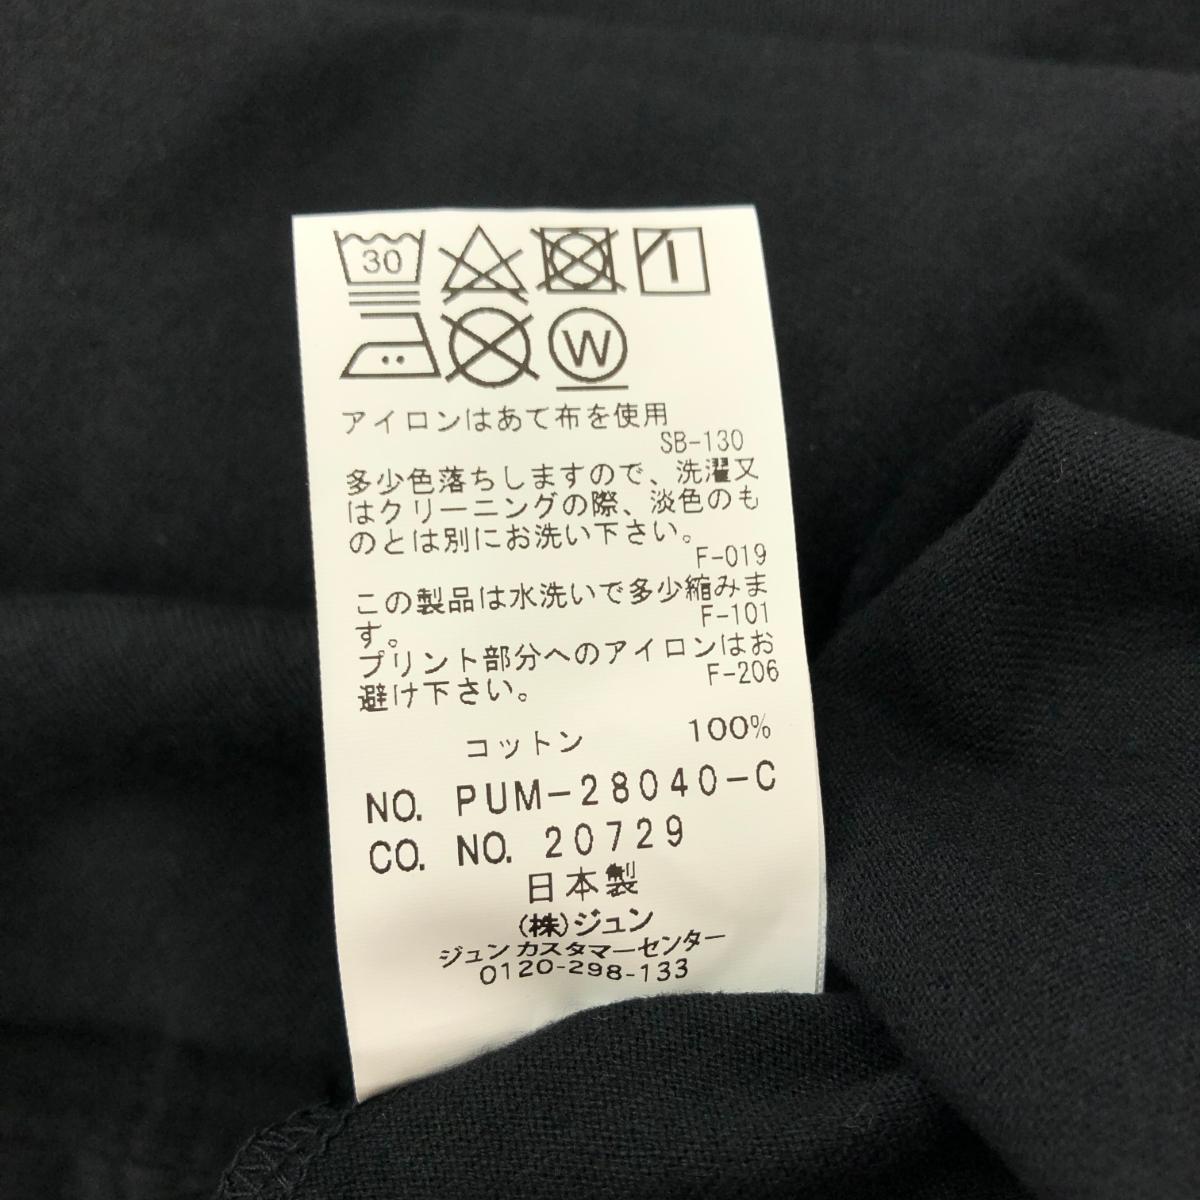 30
W
アイロンはあて布を使用
SB-130
多少色落ちしますので、洗濯又
はクリーニングの際、淡色のも
のとは別にお洗い下さい。
F-019
この製品は水洗いで多少縮みま
す。
F-101
プリント部分へのアイロンはお
避け下さい。
F-206
コットン 100%
NO. PUM-28040-C
CO. NO. 20729
日本製
(株)ジュン
ジュンカスタマーセンター
0120-298-133